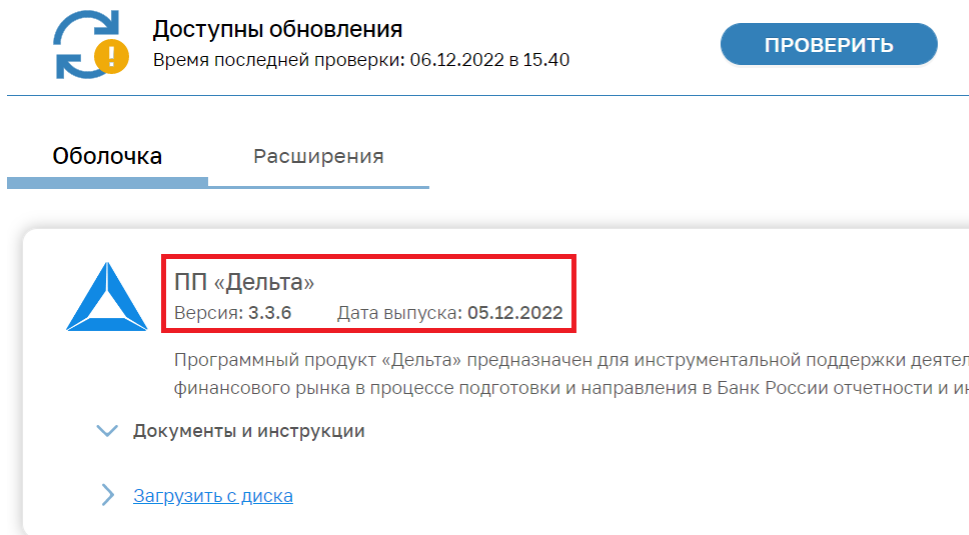 Доступны обновления
Время последней проверки: 06.12.2022 в 15.40
ПРОВЕРИТЬ
Оболочка
Расширения
ПП «Дельта»
Версия: 3.3.6 Дата выпуска: 05.12.2022
Программный продукт «Дельта» предназначен для инструментальной поддержки
финансового рынка в процессе подготовки и направления в Банк России отчетности и
Документы и инструкции
Загрузить с диска